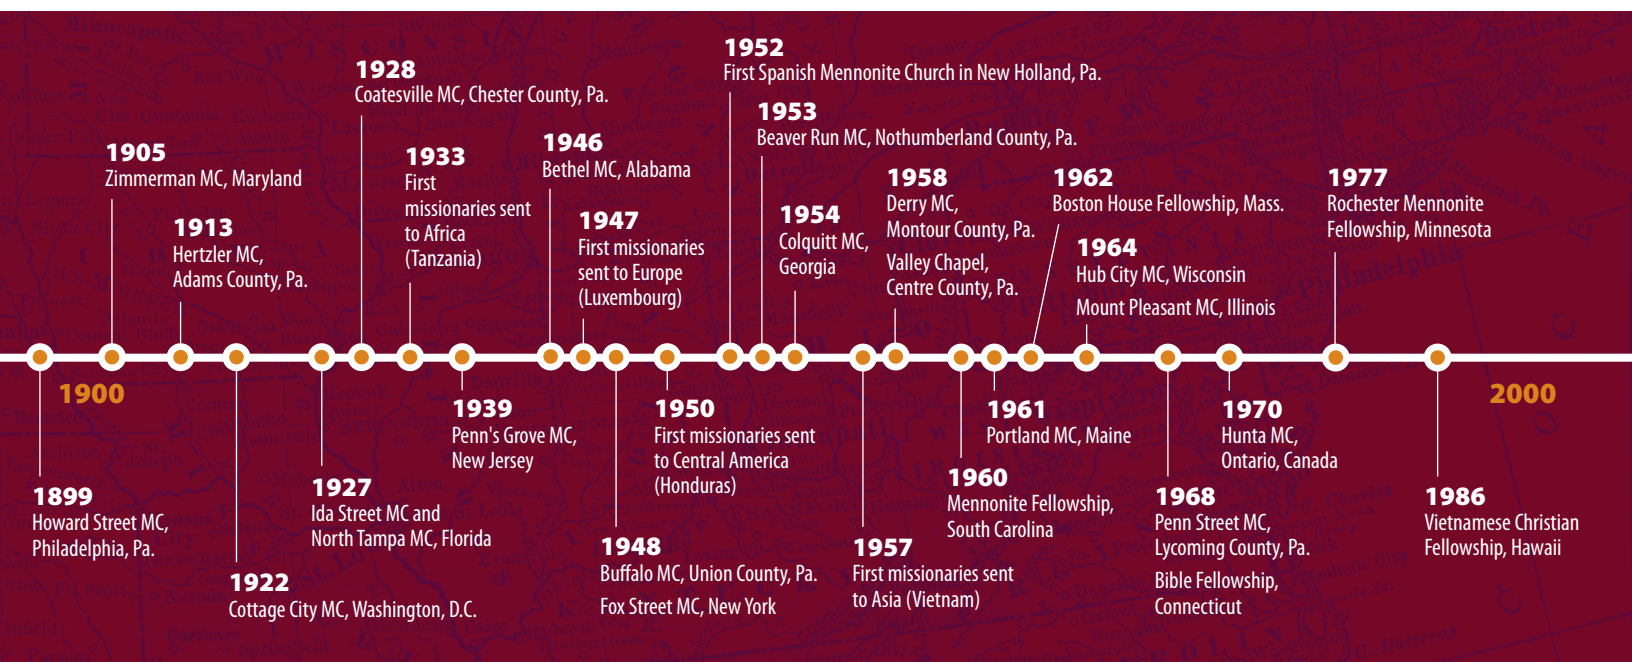 1952
First Spanish Mennonite Church in New Holland, Pa.
1928
Coatesville MC, Chester County, Pa.
1953
Beaver Run MC, Nothumberland County, Pa.
1905
Zimmerman MC, Maryland
1933
First
missionaries sent
to Africa
(Tanzania)
1946
Bethel MC, Alabama
1958
Derry MC,
Montour County, Pa.
Valley Chapel,
Centre County, Pa.
1962
Boston House Fellowship, Mass.
1977
Rochester Mennonite
Fellowship, Minnesota
1913
Hertzler MC,
Adams County, Pa.
1947
First missionaries
sent to Europe
(Luxembourg)
1954
Colquitt MC,
Georgia
1964
Hub City MC, Wisconsin
Mount Pleasant MC, Illinois
1900
2000
1939
Penn's Grove MC,
New Jersey
1950
First missionaries sent
to Central America
(Honduras)
1961
Portland MC, Maine
1970
Hunta MC,
Ontario, Canada
1899
Howard Street MC,
Philadelphia, Pa.
1927
Ida Street MC and
North Tampa MC, Florida
1960
Mennonite Fellowship,
South Carolina
1968
Penn Street MC,
Lycoming County, Pa.
Bible Fellowship,
Connecticut
1986
Vietnamese Christian
Fellowship, Hawaii
1922
Cottage City MC, Washington, D.C.
1948
Buffalo MC, Union County, Pa.
Fox Street MC, New York
1957
First missionaries sent
to Asia (Vietnam)